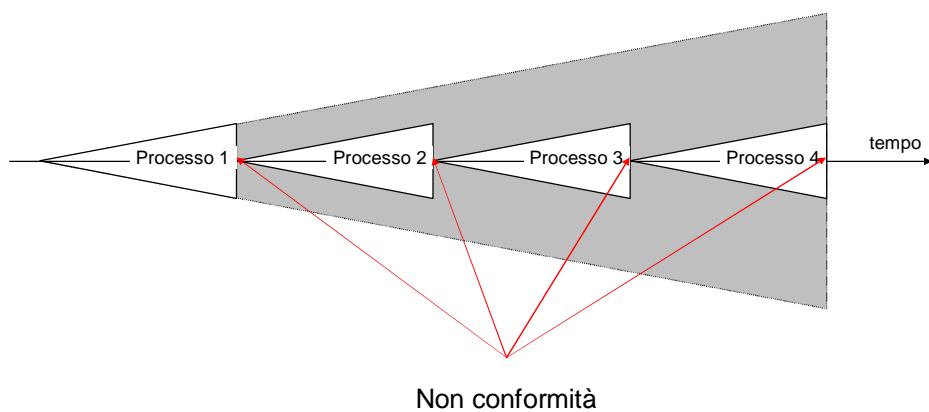 Processo 1
Processo 2
Processo 3
Processo 4
tempo
Non conformità